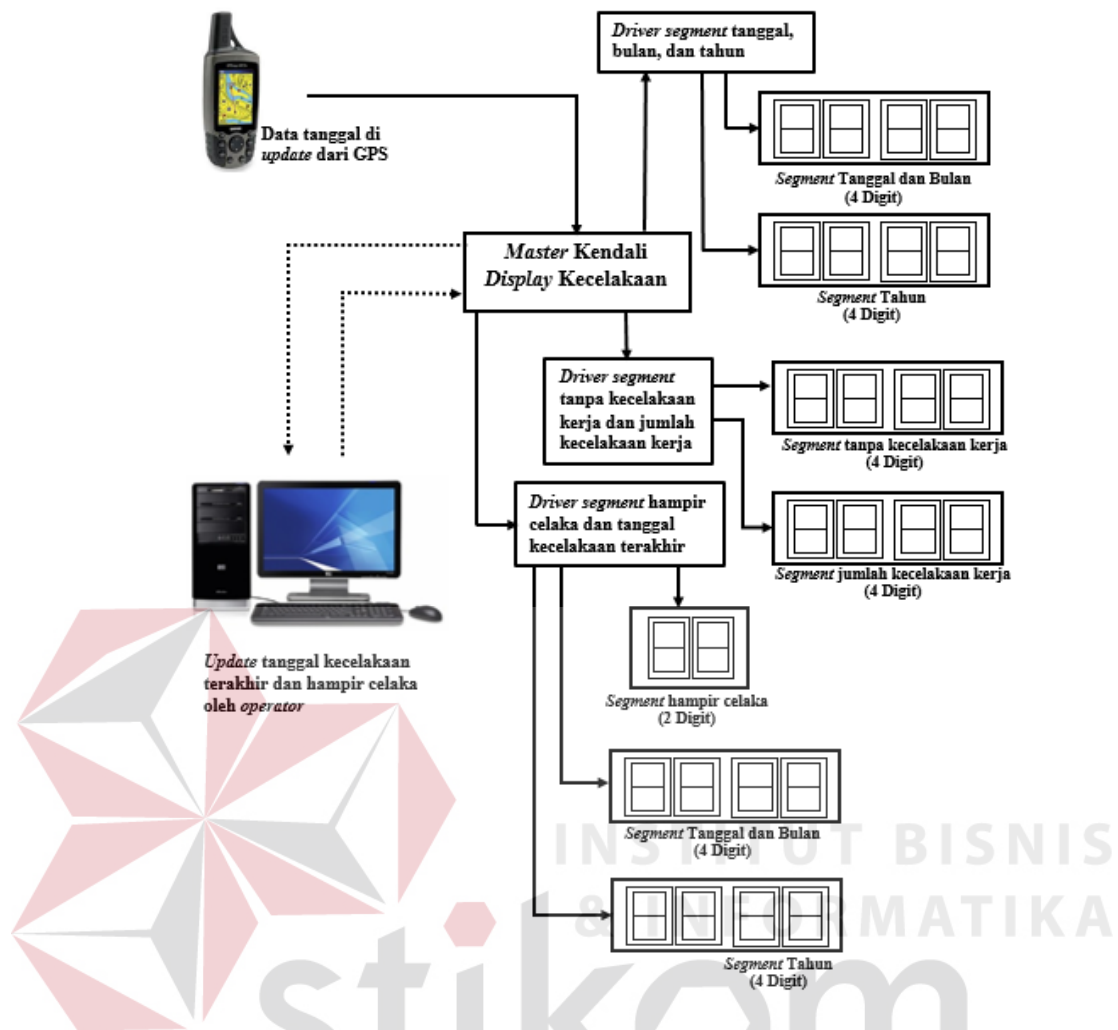 Driver segment tanggal,
bulan, dan tahun
Data tanggal di
update dari GPS
Segment Tanggal dan Bulan
(4 Digit)
Master Kendali
Display Kecelakaan
Segment Tahun
(4 Digit)
Driver segment
tanpa kecelakaan
kerja dan jumlah
kecelakaan kerja
Segment tanpa kecelakaan kerja
(4 Digit)
Driver segment hampir
celaka dan tanggal
kecelakaan terakhir
Segment jumlah kecelakaan kerja
(4 Digit)
Update tanggal kecelakaan
terakhir dan hampir celaka
oleh operator
Segment hampir celaka
(2 Digit)
Segment Tanggal dan Bulan
(4 Digit)
Segment Tahun
(4 Digit)
INSTITUT BISNIS
& INFORMATIKA
stikom